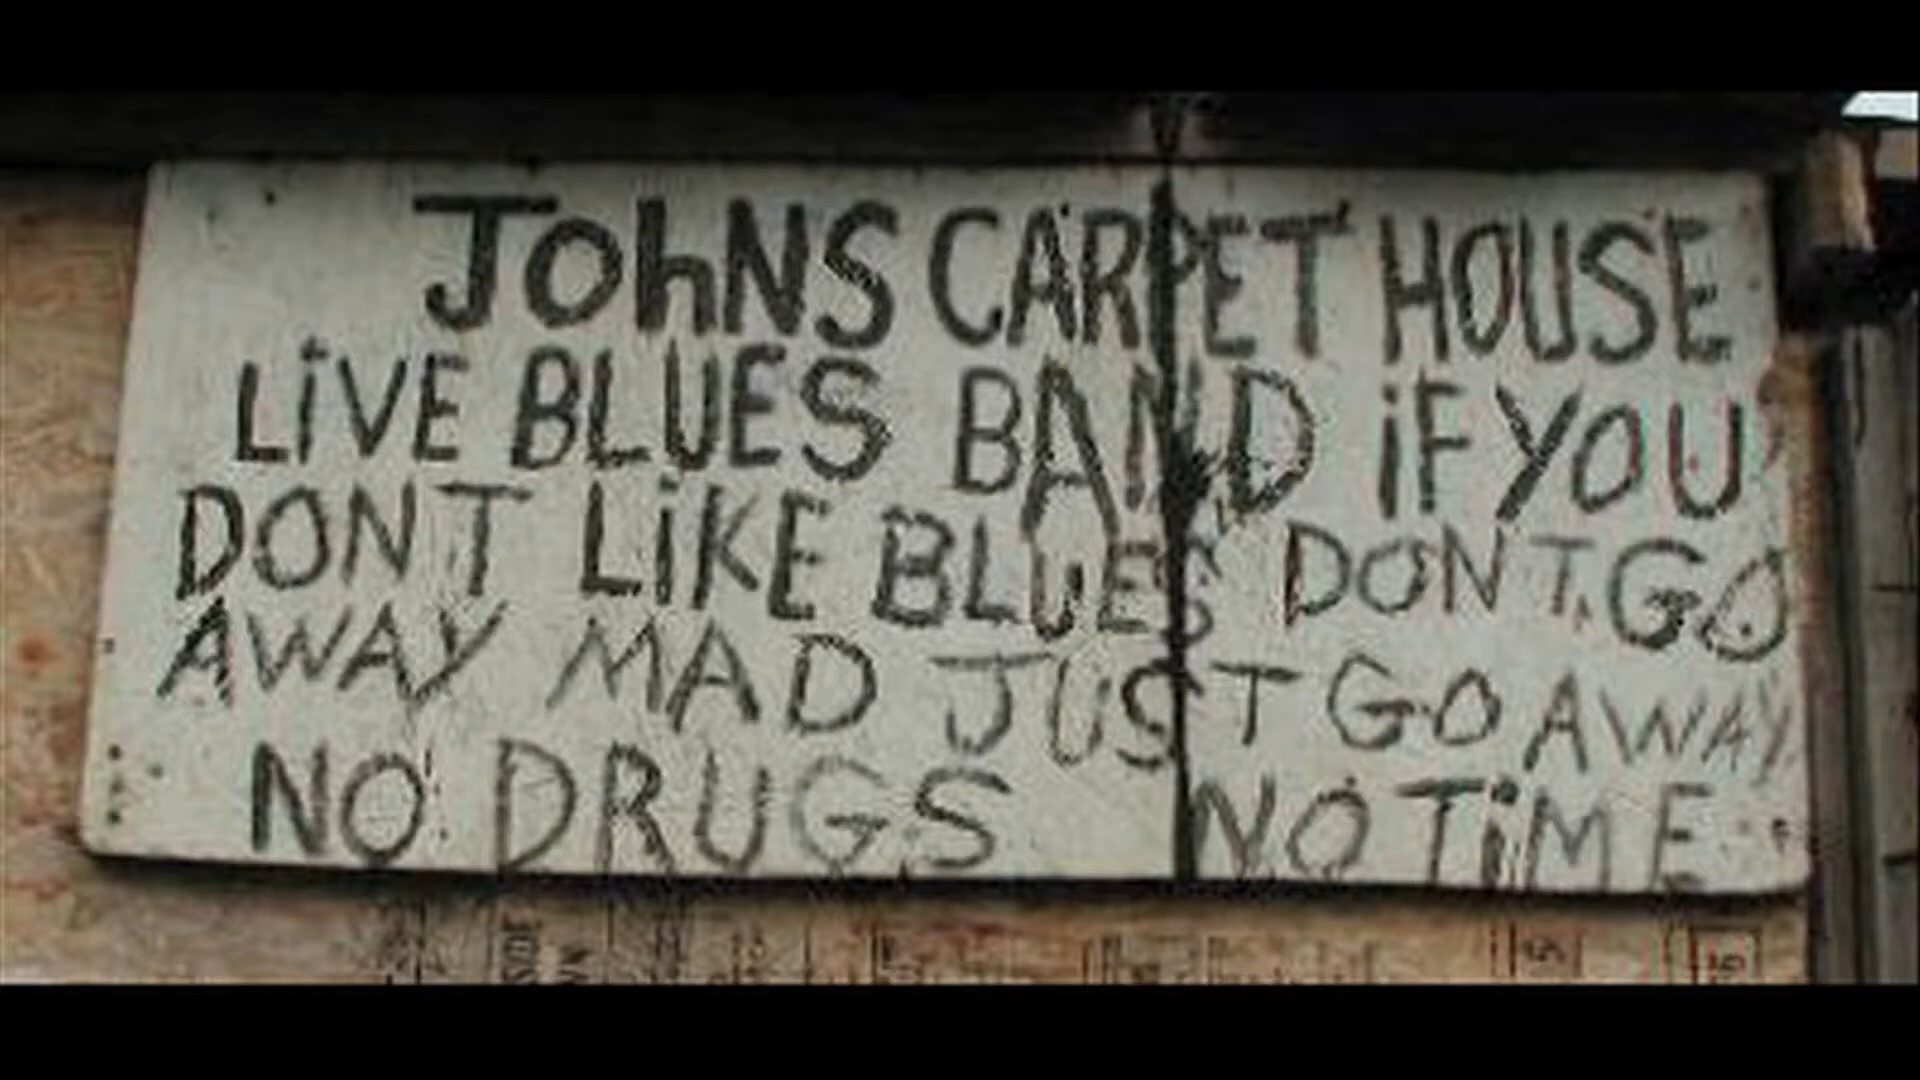 JOhNS CARPET HOUSE
LiVE BLUES BAND iF YOU
DONT LiKE BLUES DONT GO
AWAY MAD JUST GO AWAY
NO DRUGS NO TiME